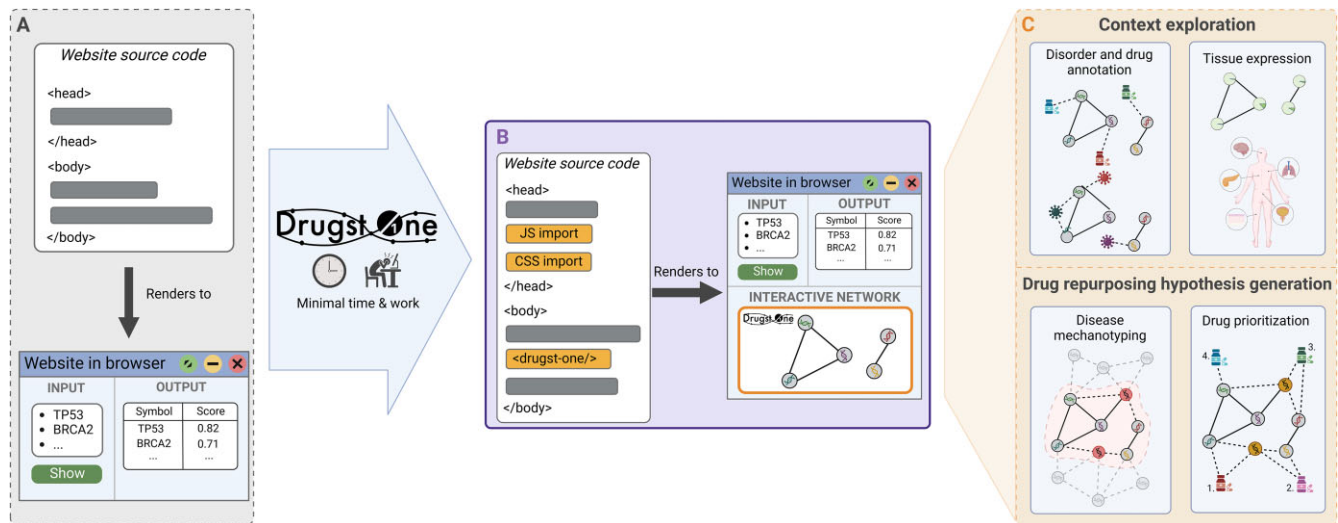 A
Website source code
<head>
</head>
<body>
</body>
Renders to
Website in browser
INPUT
OUTPUT
• TP53
• BRCA2
• ...
Show
Symbol Score
TP53 0.82
BRCA2 0.71
... ...
Drugst One
Minimal time & work
B
Website source code
<head>
JS import
CSS import
</head>
<body>
<drugst-one/>
</body>
Renders to
Website in browser
INPUT
OUTPUT
• TP53
• BRCA2
• ...
Show
Symbol Score
TP53 0.82
BRCA2 0.71
... ...
INTERACTIVE NETWORK
Drugst One
C
Context exploration
Disorder and drug
annotation
Tissue expression
Drug repurposing hypothesis generation
Disease
mechanotyping
Drug prioritization
4.
3.
1.
2.